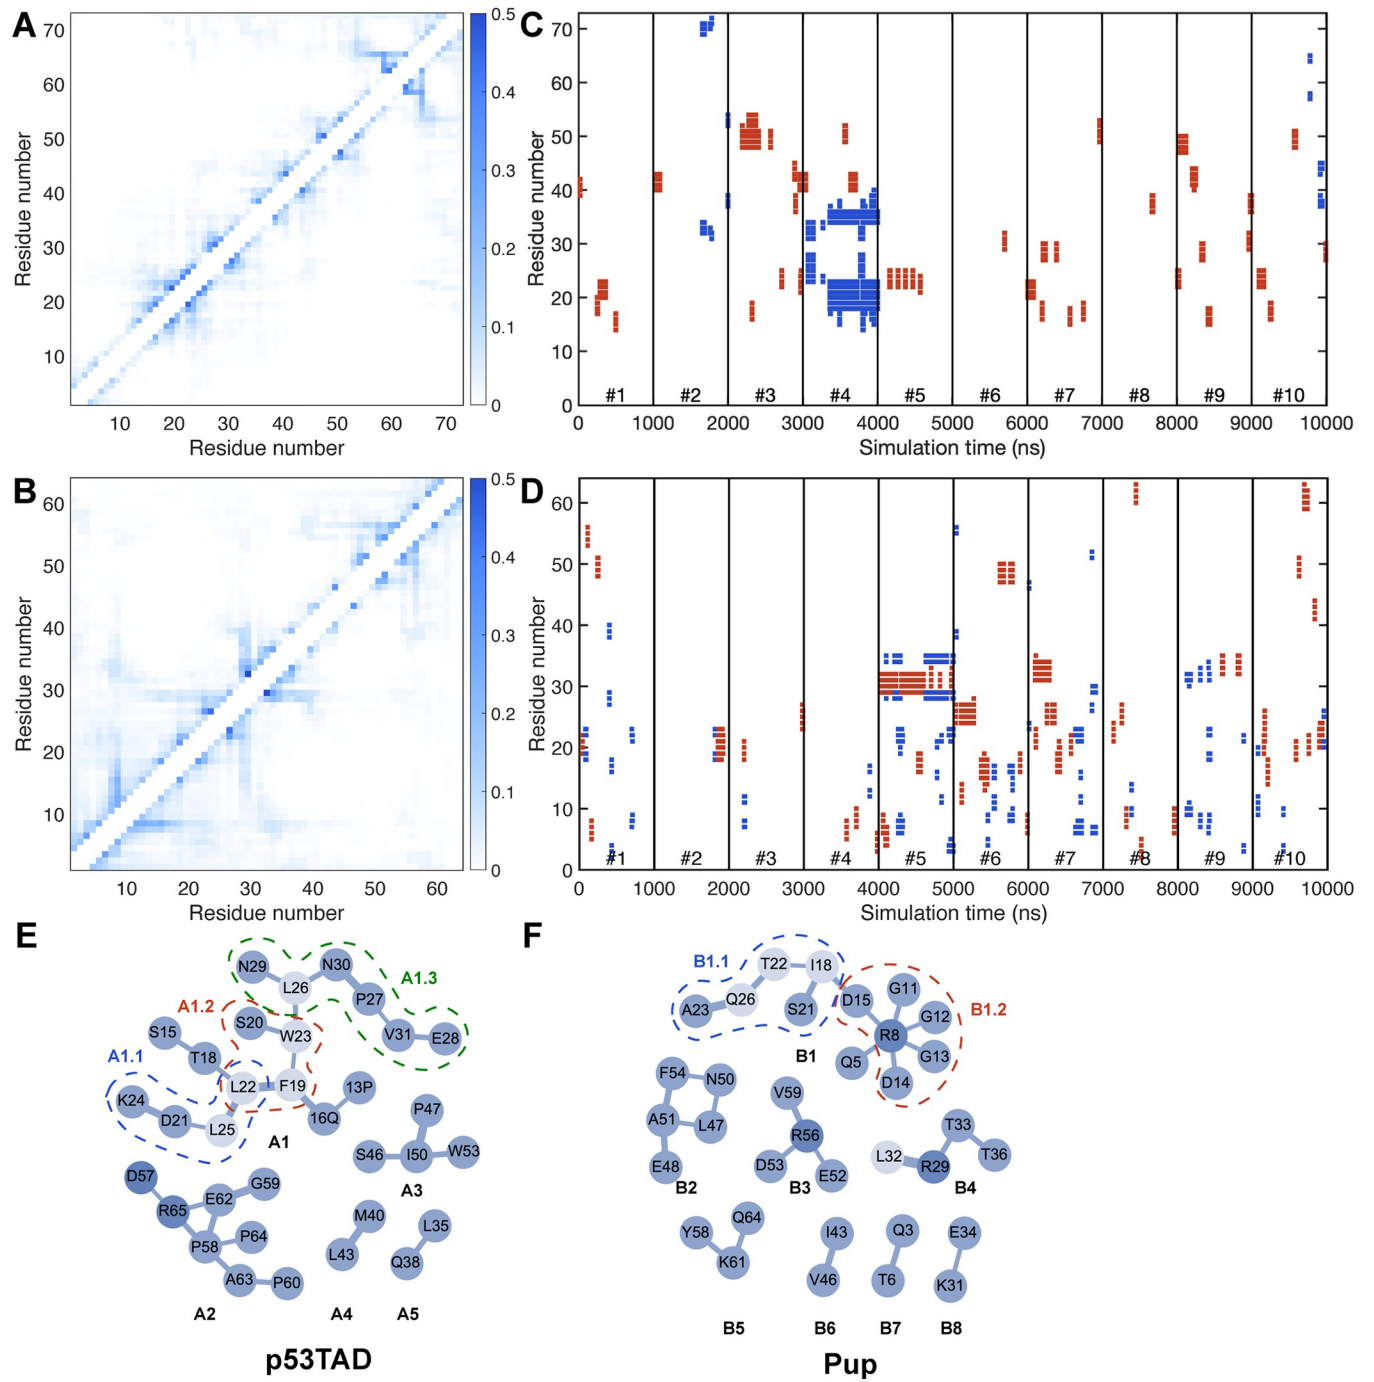 A
70
60
50
40
30
20
10
10 20 30 40 50 60 70
Residue number
Residue number
0.5
0.4
0.3
0.2
0.1
0
C
70
60
50
40
30
20
10
0
#1 #2 #3 #4 #5 #6 #7 #8 #9 #10
0 1000 2000 3000 4000 5000 6000 7000 8000 9000 10000
Simulation time (ns)
Residue number
B
60
50
40
30
20
10
10 20 30 40 50 60
Residue number
Residue number
0.5
0.4
0.3
0.2
0.1
0
D
60
50
40
30
20
10
0
#1 #2 #3 #4 #5 #6 #7 #8 #9 #10
0 1000 2000 3000 4000 5000 6000 7000 8000 9000 10000
Simulation time (ns)
Residue number
E
N29 N30
L26 A1.3
P27
A1.2
S20
S15 W23 V31 E28
T18
A1.1
L22 F19 13P
K24
D21 L25 16Q
A1
P47
S46 I50 W53
A3
D57
G59
E62
R65
P58 P64
A63 P60
A2
M40
L43
A4
L35
Q38
A5
p53TAD
F
B1.1
T22 I18
A23 Q26 S21 D15
G11
G12
B1.2
R8
G13
Q5
D14
B1
F54 N50
A51 L47
E48
B2
V59
R56
D53 E52
B3
T33
L32 R29 T36
B4
Y58 Q64
K61
B5
I43
V46
B6
Q3
T6
B7
E34
K31
B8
Pup